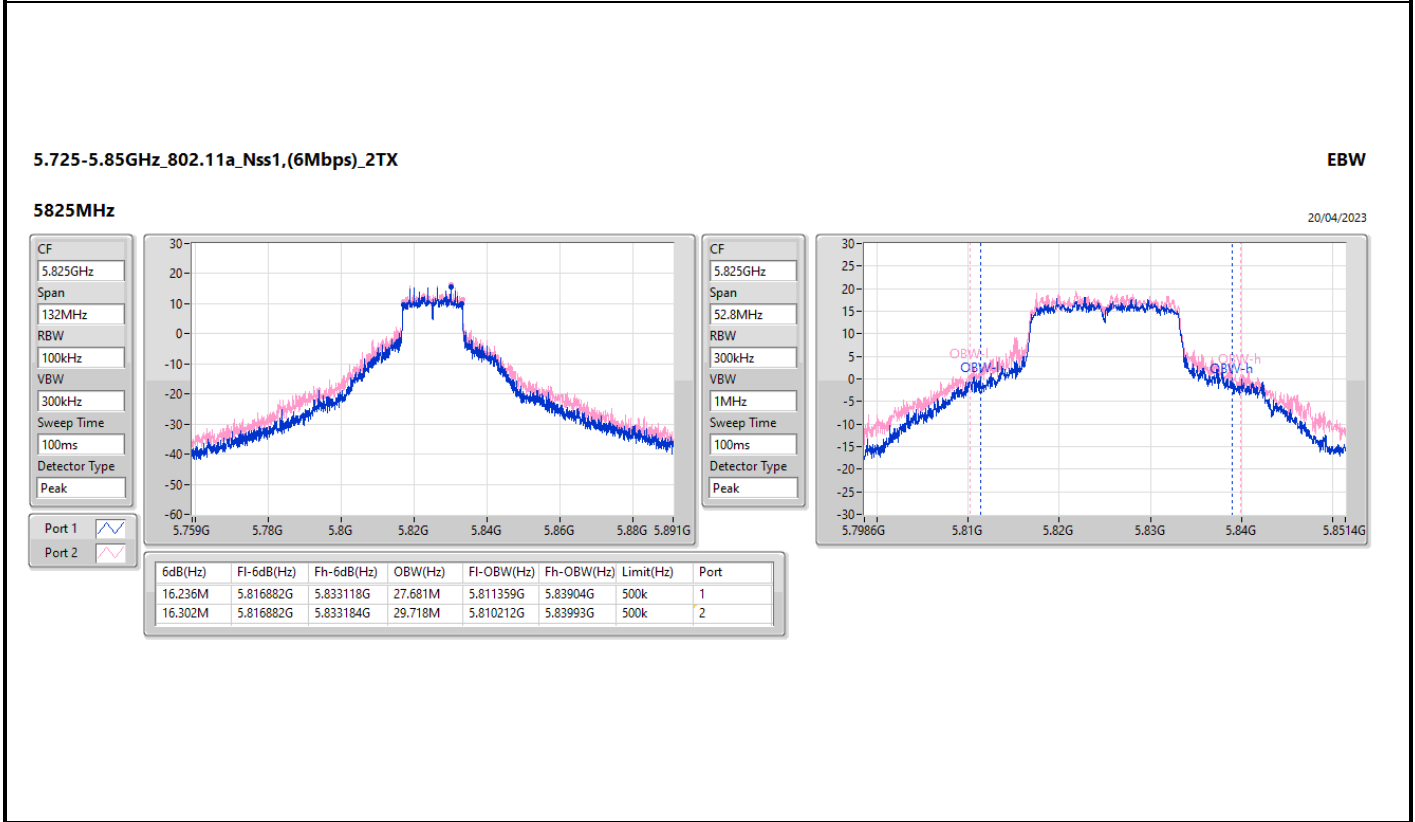 5.725-5.85GHz_802.11a_Nss1,(6Mbps)_2TX
EBW
5825MHz
20/04/2023
CF
5.825GHz
Span
132MHz
RBW
100kHz
VBW
300kHz
Sweep Time
100ms
Detector Type
Peak
Port 1
Port 2
30
20
10
0
-10
-20
-30
-40
-50
-60
5.759G 5.78G 5.8G 5.82G 5.84G 5.86G 5.88G 5.891G
CF
5.825GHz
Span
52.8MHz
RBW
300kHz
VBW
1MHz
Sweep Time
100ms
Detector Type
Peak
30
25
20
15
10
5
0
-5
-10
-15
-20
-25
-30
OBW-l
OBW-l
OBW-h
OBW-h
5.7986G 5.81G 5.82G 5.83G 5.84G 5.8514G
6dB(Hz) Fl-6dB(Hz) Fh-6dB(Hz) OBW(Hz) Fl-OBW(Hz) Fh-OBW(Hz) Limit(Hz) Port
16.236M 5.816882G 5.833118G 27.681M 5.811359G 5.83904G 500k 1
16.302M 5.816882G 5.833184G 29.718M 5.810212G 5.83993G 500k 2